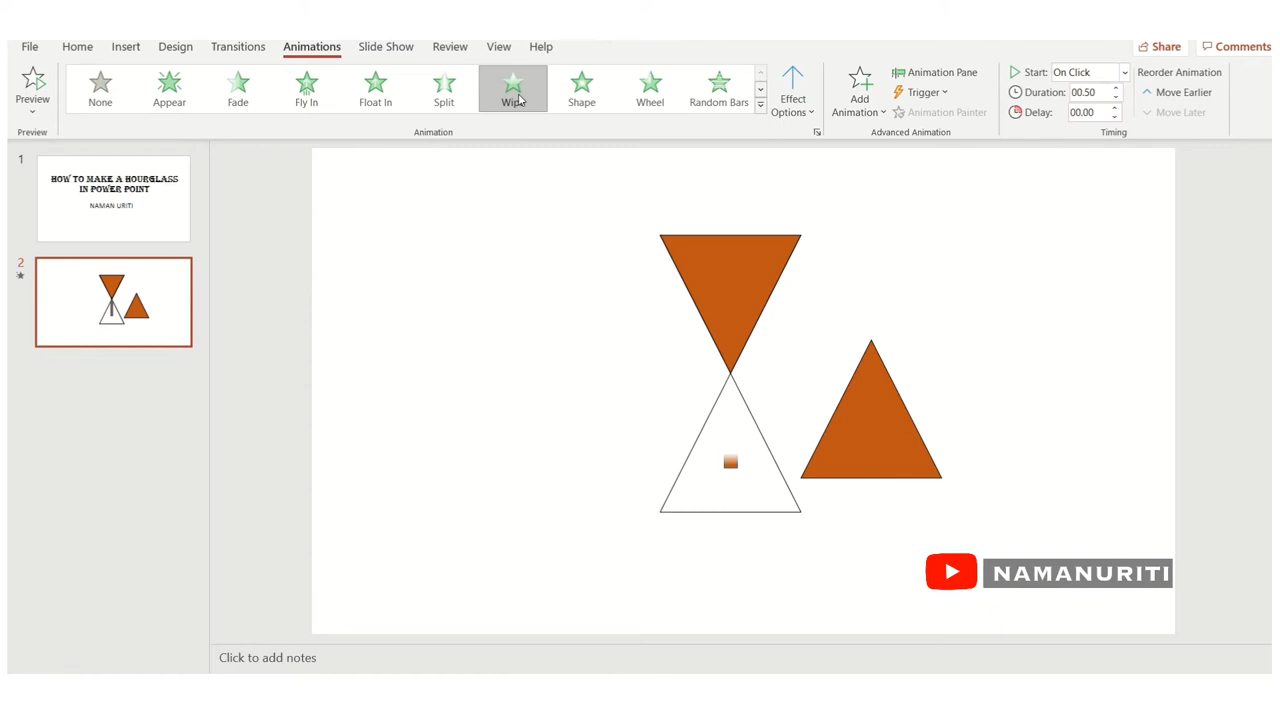 File Home Insert Design Transitions Animations Slide Show Review View Help Share Comments
Preview None Appear Fade Fly In Float In Split Wipe Shape Wheel Random Bars Effect Options Add Animation Animation Pane Start: On Click Reorder Animation
Trigger Duration: 00.50 Move Earlier
Animation Painter Delay: 00.00 Move Later
Preview Animation Advanced Animation Timing
1
HOW TO MAKE A HOURGLASS
IN POWER POINT
NAMAN URITI
2
NAMANURITI
Click to add notes